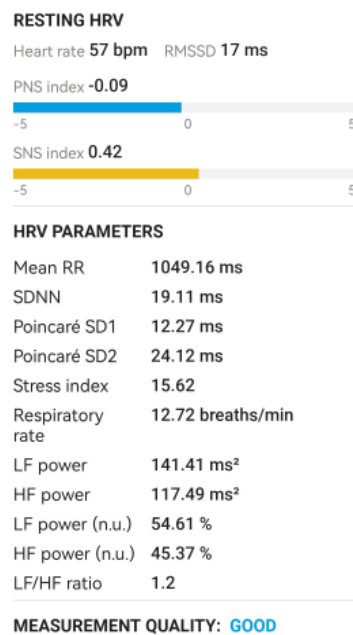 RESTING HRV
Heart rate 57 bpm RMSSD 17 ms
PNS index -0.09
-5 0 5
SNS index 0.42
-5 0 5
HRV PARAMETERS
Mean RR 1049.16 ms
SDNN 19.11 ms
Poincaré SD1 12.27 ms
Poincaré SD2 24.12 ms
Stress index 15.62
Respiratory 12.72 breaths/min
rate
LF power 141.41 ms²
HF power 117.49 ms²
LF power (n.u.) 54.61 %
HF power (n.u.) 45.37 %
LF/HF ratio 1.2
MEASUREMENT QUALITY: GOOD